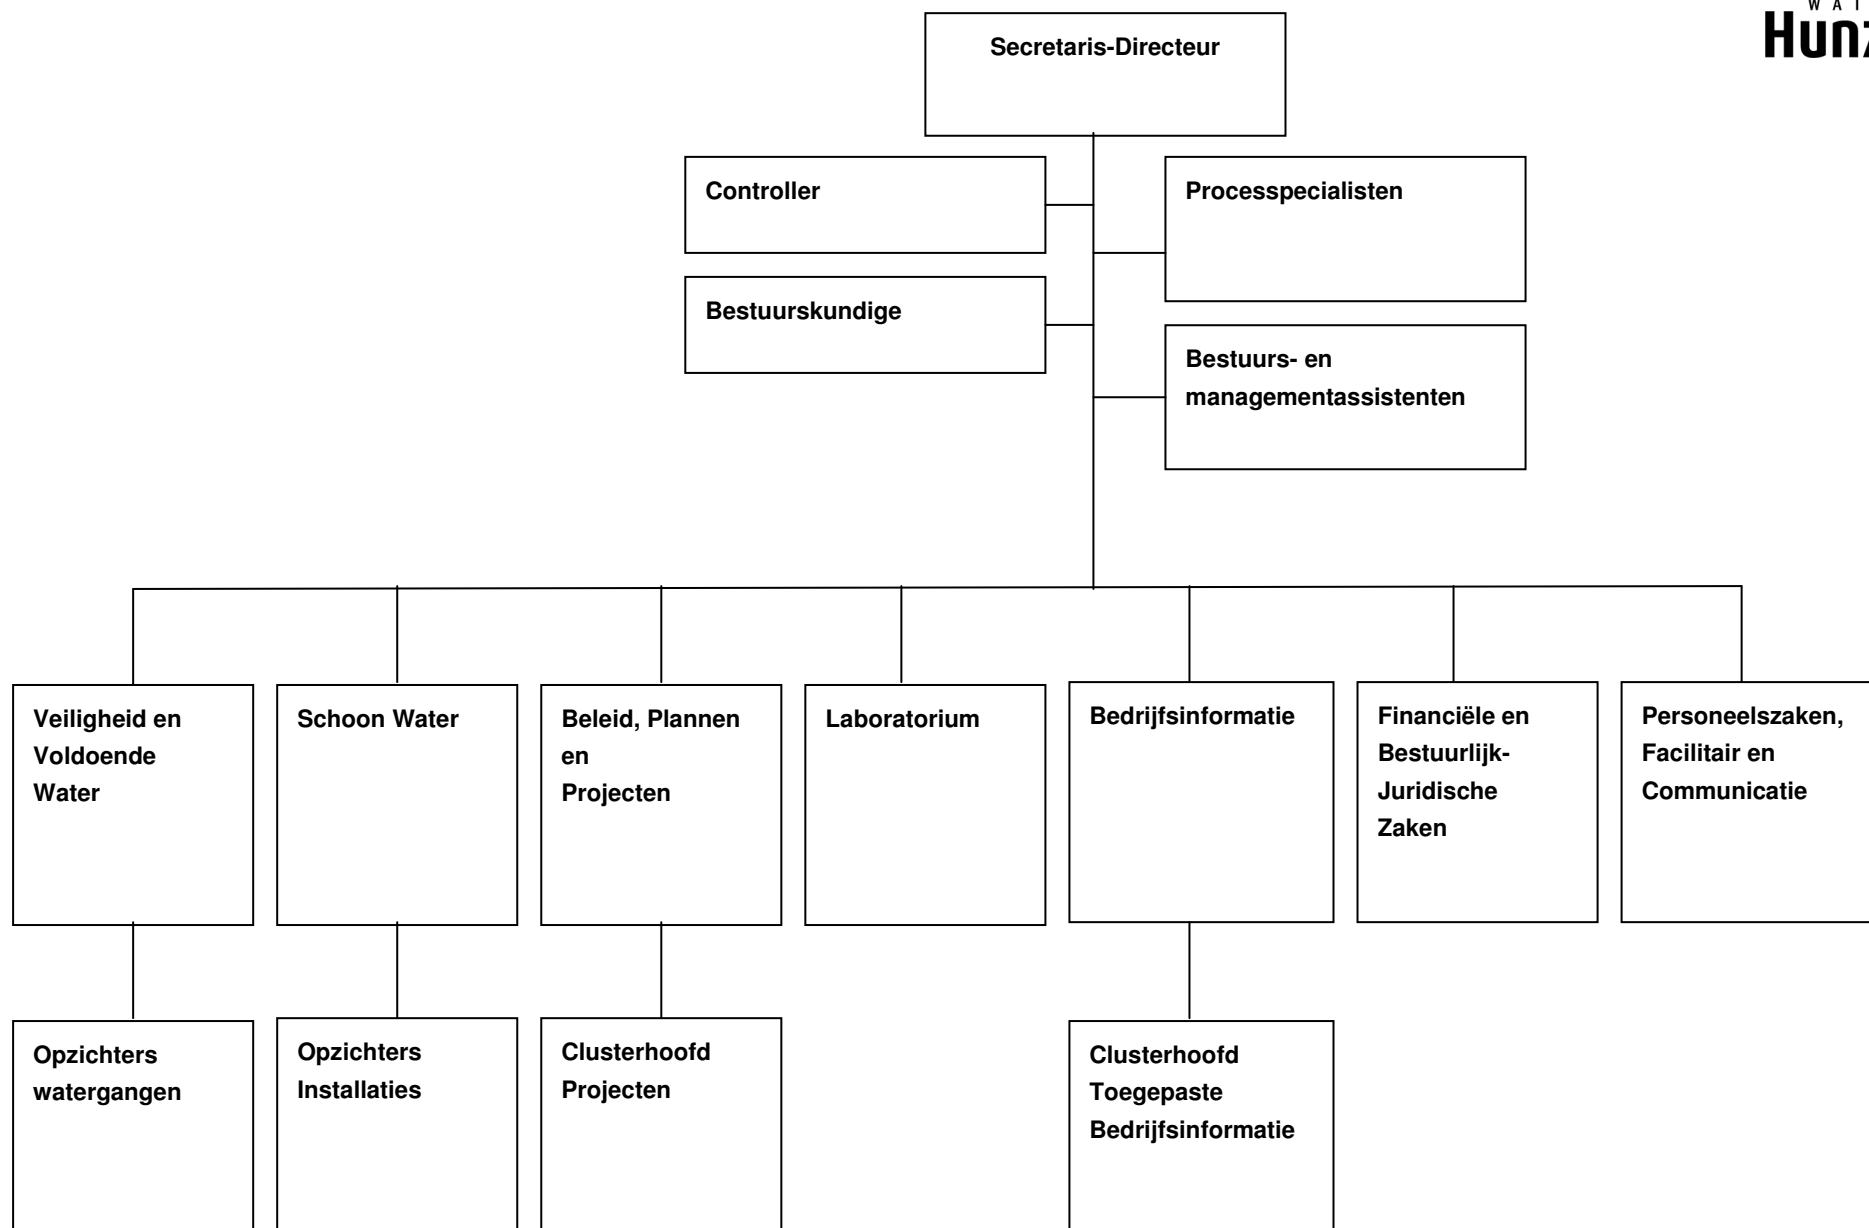 Secretaris-Directeur
Controller
Processpecialisten
Bestuurskundige
Bestuurs- en
managementassistenten
Veiligheid en
Voldoende
Water
Schoon Water
Beleid, Plannen
en
Projecten
Laboratorium
Bedrijfsinformatie
Financiële en
Bestuurlijk-
Juridische
Zaken
Personeelszaken,
Facilitair en
Communicatie
Opzichters
watergangen
Opzichters
Installaties
Clusterhoofd
Projecten
Clusterhoofd
Toegepaste
Bedrijfsinformatie